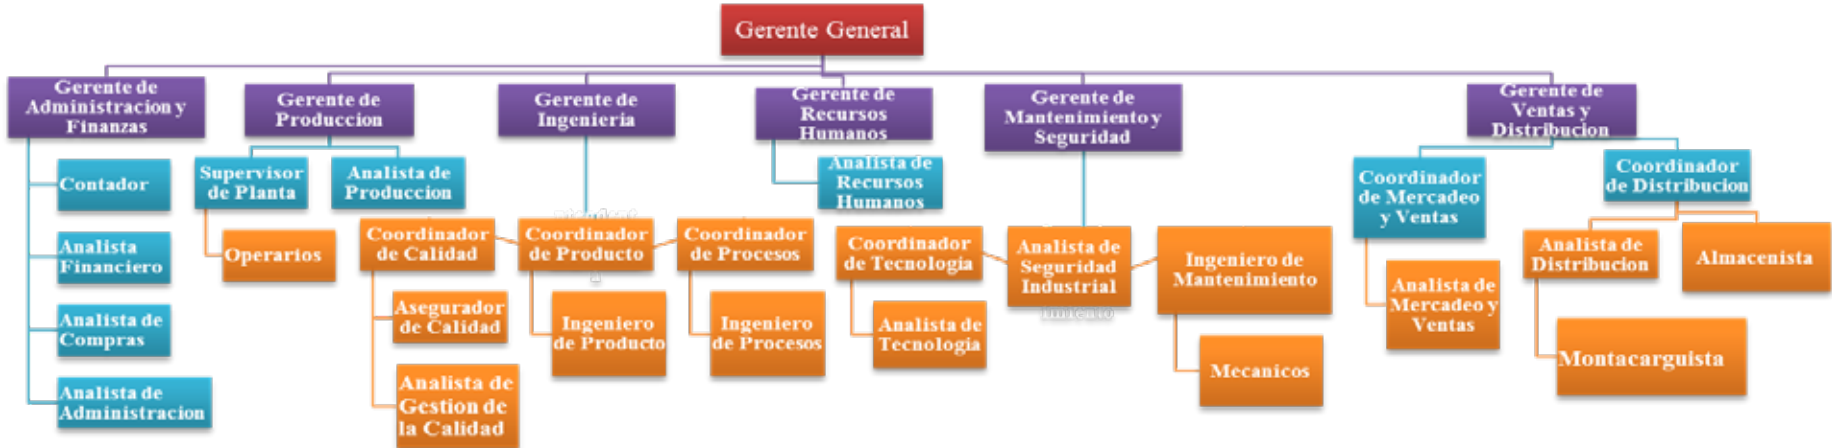 Gerente General
Gerente de
Administracion y
Finanzas
Gerente de
Produccion
Gerente de
Ingenieria
Gerente de
Recursos
Humanos
Gerente de
Mantenimiento y
Seguridad
Gerente de
Ventas y
Distribucion
Contador
Analista
Financiero
Analista de
Compras
Analista de
Administracion
Supervisor
de Planta
Operarios
Analista de
Produccion
Coordinador
de Calidad
Asegurador
de Calidad
Analista de
Gestion de
la Calidad
Coordinador
de Producto
Ingeniero
de Producto
Coordinador
de Procesos
Ingeniero
de Procesos
Analista de
Recursos
Humanos
Coordinador
de Tecnologia
Analista de
Tecnologia
Analista de
Seguridad
Industrial
Ingeniero de
Mantenimiento
Mecanicos
Coordinador
de Mercadeo
y Ventas
Analista de
Mercadeo y
Ventas
Coordinador
de Distribucion
Analista de
Distribucion
Montacarguista
Almacenista